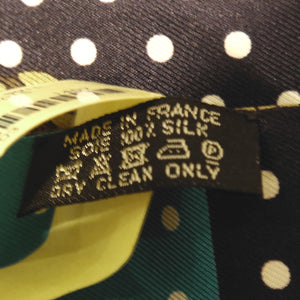 MADE IN FRANCE
SOIE 100% SILK
DRY CLEAN ONLY